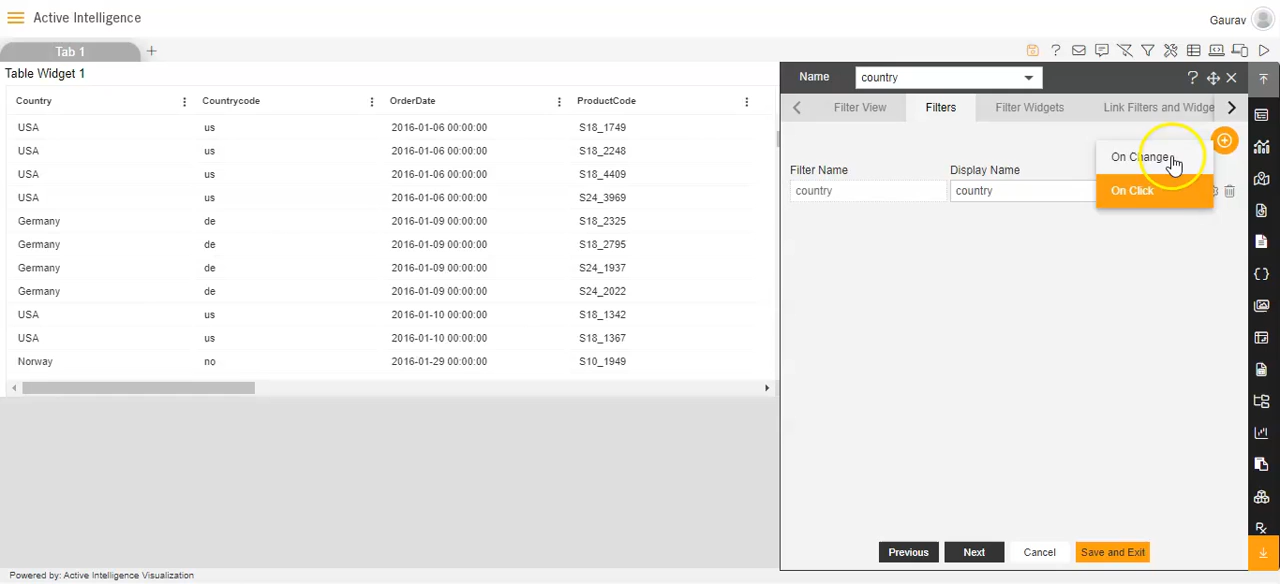 Active Intelligence
Gaurav
Tab 1
Table Widget 1
Name country
Filter View Filters Filter Widgets Link Filters and Widge
Country Countrycode OrderDate ProductCode
USA us 2016-01-06 00:00:00 S18_1749
USA us 2016-01-06 00:00:00 S18_2248
USA us 2016-01-06 00:00:00 S18_4409
USA us 2016-01-06 00:00:00 S24_3969
Germany de 2016-01-09 00:00:00 S18_2325
Germany de 2016-01-09 00:00:00 S18_2795
Germany de 2016-01-09 00:00:00 S24_1937
Germany de 2016-01-09 00:00:00 S24_2022
USA us 2016-01-10 00:00:00 S18_1342
USA us 2016-01-10 00:00:00 S18_1367
Norway no 2016-01-29 00:00:00 S10_1949
On Change
On Click
Filter Name Display Name
country country
Previous Next Cancel Save and Exit
Powered by: Active Intelligence Visualization